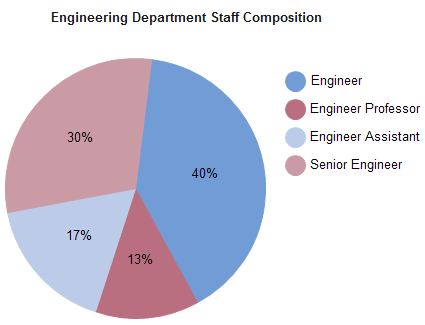 Engineering Department Staff Composition
Engineer
Engineer Professor
Engineer Assistant
Senior Engineer
30%
40%
17%
13%